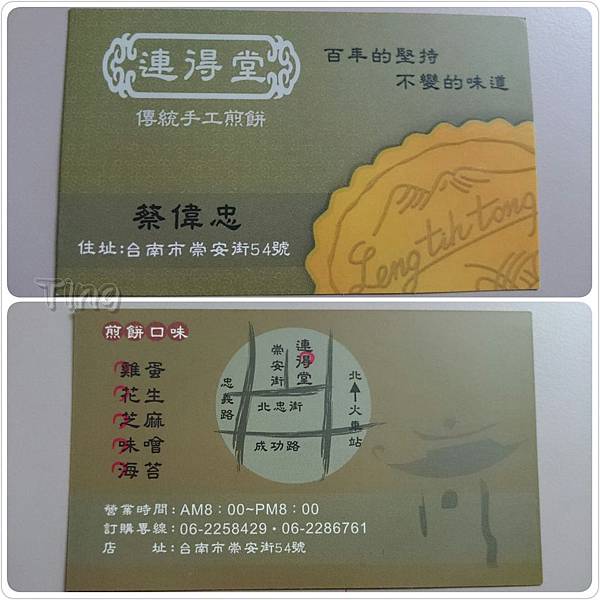 連得堂
傳統手工煎餅
百年的堅持
不變的味道
蔡偉忠
住址:台南市崇安街54號
Leng tih tong
Ting
煎餅口味
雞蛋
花生
芝麻
味噌
海苔
連得堂
崇安街
忠義路
北忠街
成功路
北
火車站
營業時間:AM8:00~PM8:00
訂購專線:06-2258429・06-2286761
店 址:台南市崇安街54號